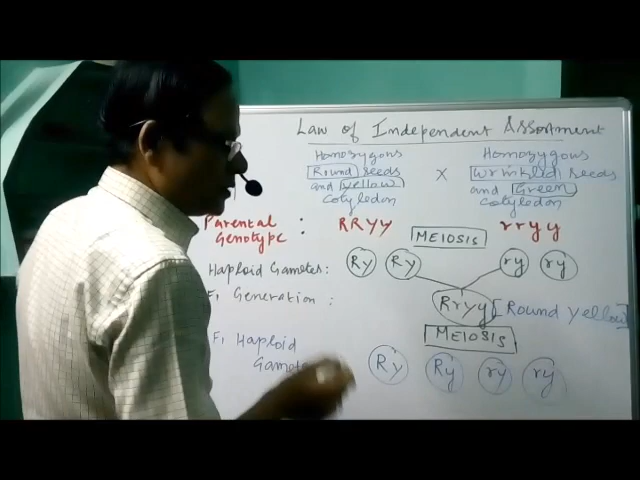 Law of Independent Assortment
Homozygous
Round seeds
and Yellow
Cotyledon
X
Homozygous
Wrinkled seeds
and Green
Cotyledon
Parental
Genotype : RRYY rryy
MEIOSIS
Haploid Gametes: Ry Ry ry ry
F1 Generation : RrYy [Round Yellow]
MEIOSIS
F1 Haploid
Ry Ry ry ry